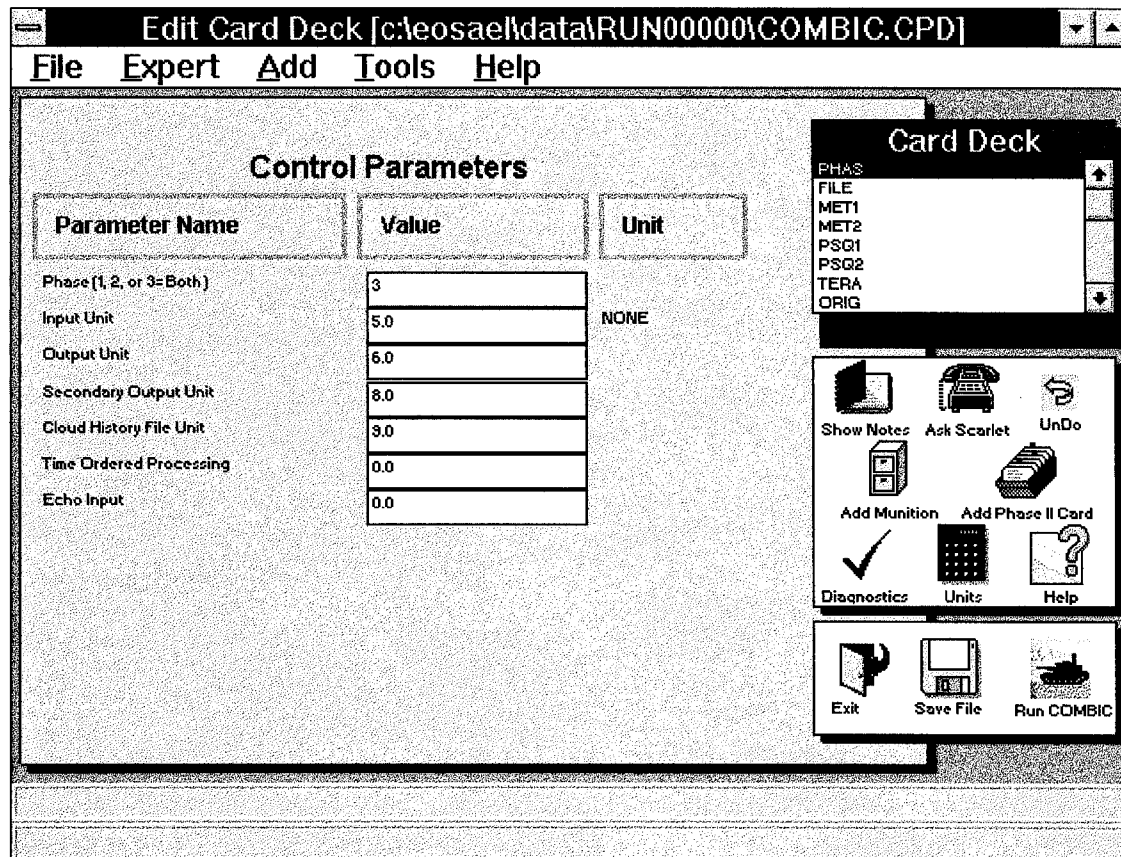 Edit Card Deck [c:\eosael\data\RUN00000\COMBIC.CPD]
File Expert Add Tools Help
Control Parameters
Parameter Name Value Unit
Phase (1, 2, or 3=Both) 3
Input Unit 5.0 NONE
Output Unit 6.0
Secondary Output Unit 8.0
Cloud History File Unit 9.0
Time Ordered Processing 0.0
Echo Input 0.0
Card Deck
PHAS
FILE
MET1
MET2
PSQ1
PSQ2
TERA
ORIG
Show Notes Ask Scarlet UnDo
Add Munition Add Phase II Card
Diagnostics Units Help
Exit Save File Run COMBIC